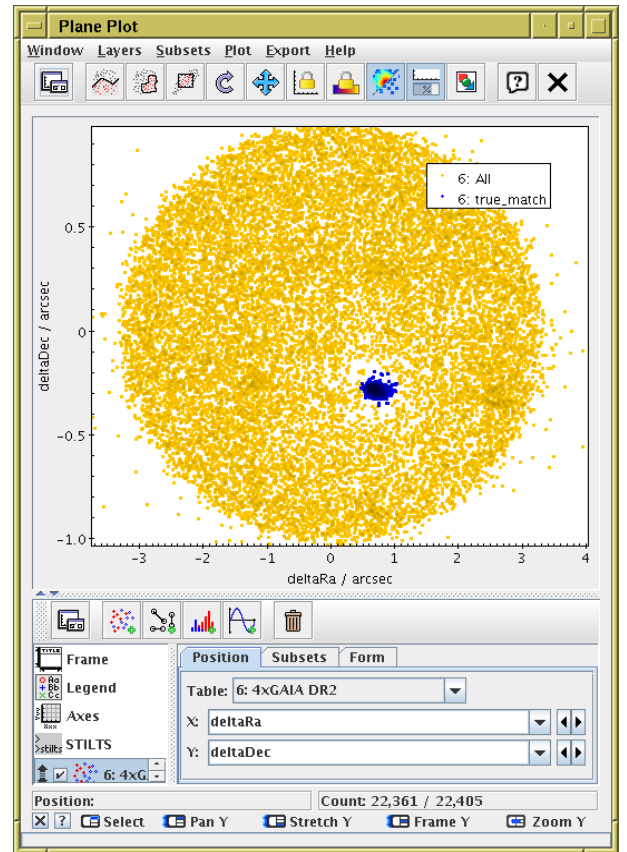 Plane Plot
Window Layers Subsets Plot Export Help
6: All
6: true_match
0.5
0
-0.5
-1.0
deltaDec / arcsec
-3 -2 -1 0 1 2 3 4
deltaRa / arcsec
Frame
Legend
Axes
STILTS
6: 4xG
Position Subsets Form
Table: 6: 4xGAIA DR2
X: deltaRa
Y: deltaDec
Position: Count: 22,361 / 22,405
Select Pan Y Stretch Y Frame Y Zoom Y